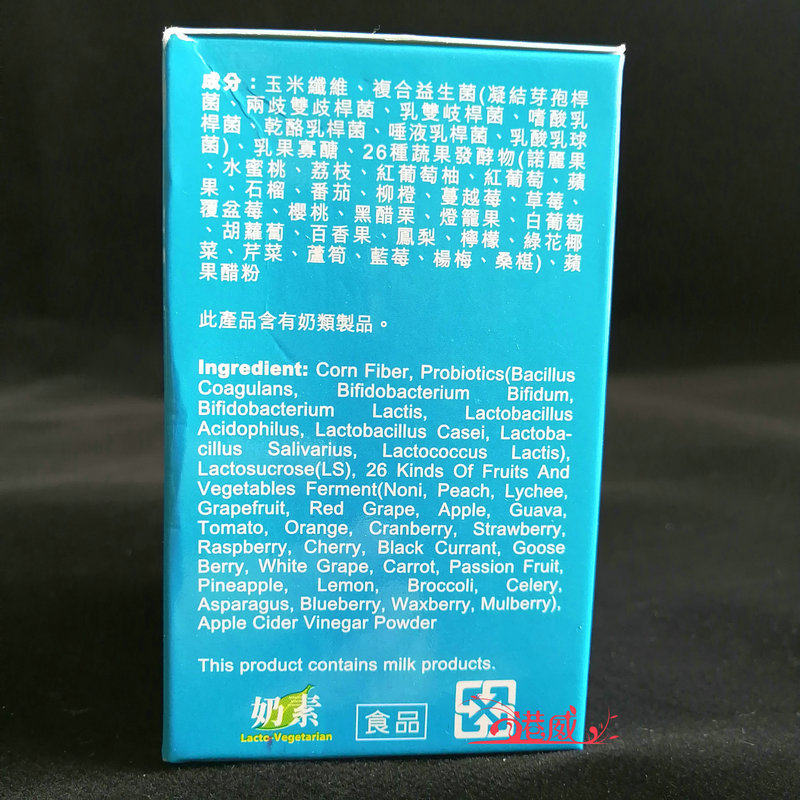 成分：玉米纖維、複合益生菌(凝結芽孢桿
菌、兩歧雙歧桿菌、乳雙歧桿菌、嗜酸乳
桿菌、乾酪乳桿菌、唾液乳桿菌、乳酸乳球
菌)、乳果寡醣、26種蔬果發酵物(諾麗果
、水蜜桃、荔枝、紅葡萄柚、紅葡萄、蘋
果、石榴、番茄、柳橙、蔓越莓、草莓、
覆盆莓、櫻桃、黑醋栗、燈籠果、白葡萄
、胡蘿蔔、百香果、鳳梨、檸檬、綠花椰
菜、芹菜、蘆筍、藍莓、楊梅、桑椹)、蘋
果醋粉
此產品含有奶類製品。
Ingredient: Corn Fiber, Probiotics(Bacillus
Coagulans, Bifidobacterium Bifidum,
Bifidobacterium Lactis, Lactobacillus
Acidophilus, Lactobacillus Casei, Lactoba-
cillus Salivarius, Lactococcus Lactis),
Lactosucrose(LS), 26 Kinds Of Fruits And
Vegetables Ferment(Noni, Peach, Lychee,
Grapefruit, Red Grape, Apple, Guava,
Tomato, Orange, Cranberry, Strawberry,
Raspberry, Cherry, Black Currant, Goose
Berry, White Grape, Carrot, Passion Fruit,
Pineapple, Lemon, Broccoli, Celery,
Asparagus, Blueberry, Waxberry, Mulberry),
Apple Cider Vinegar Powder
This product contains milk products.
奶素
Lacto-Vegetarian
食品
港威